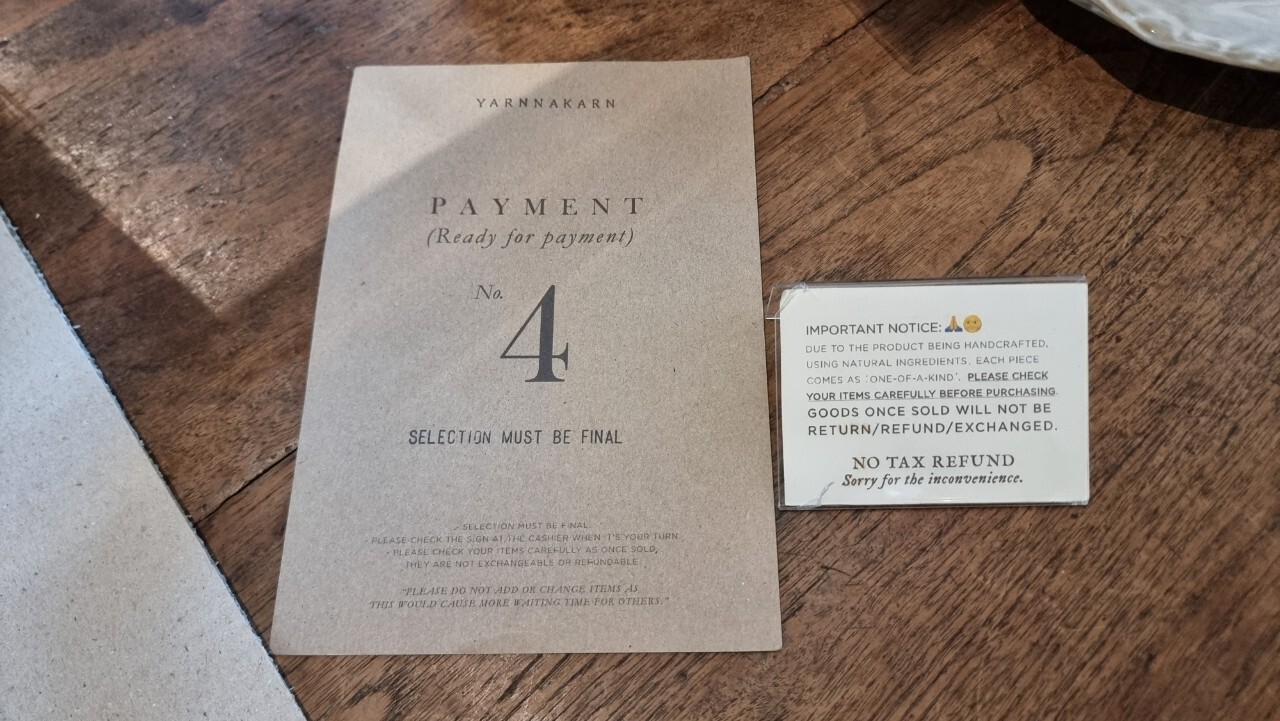 YARNNAKARN
PAYMENT
(Ready for payment)
No. 4
SELECTION MUST BE FINAL
- SELECTION MUST BE FINAL.
- PLEASE CHECK THE SIGN AT THE CASHIER WHEN IT'S YOUR TURN.
- PLEASE CHECK YOUR ITEMS CAREFULLY AS ONCE SOLD,
THEY ARE NOT EXCHANGEABLE OR REFUNDABLE.
"PLEASE DO NOT ADD OR CHANGE ITEMS AS
THIS WOULD CAUSE MORE WAITING TIME FOR OTHERS."
IMPORTANT NOTICE: 🙏🙁
DUE TO THE PRODUCT BEING HANDCRAFTED,
USING NATURAL INGREDIENTS. EACH PIECE
COMES AS 'ONE-OF-A-KIND'. PLEASE CHECK
YOUR ITEMS CAREFULLY BEFORE PURCHASING.
GOODS ONCE SOLD WILL NOT BE
RETURN/REFUND/EXCHANGED.
NO TAX REFUND
Sorry for the inconvenience.